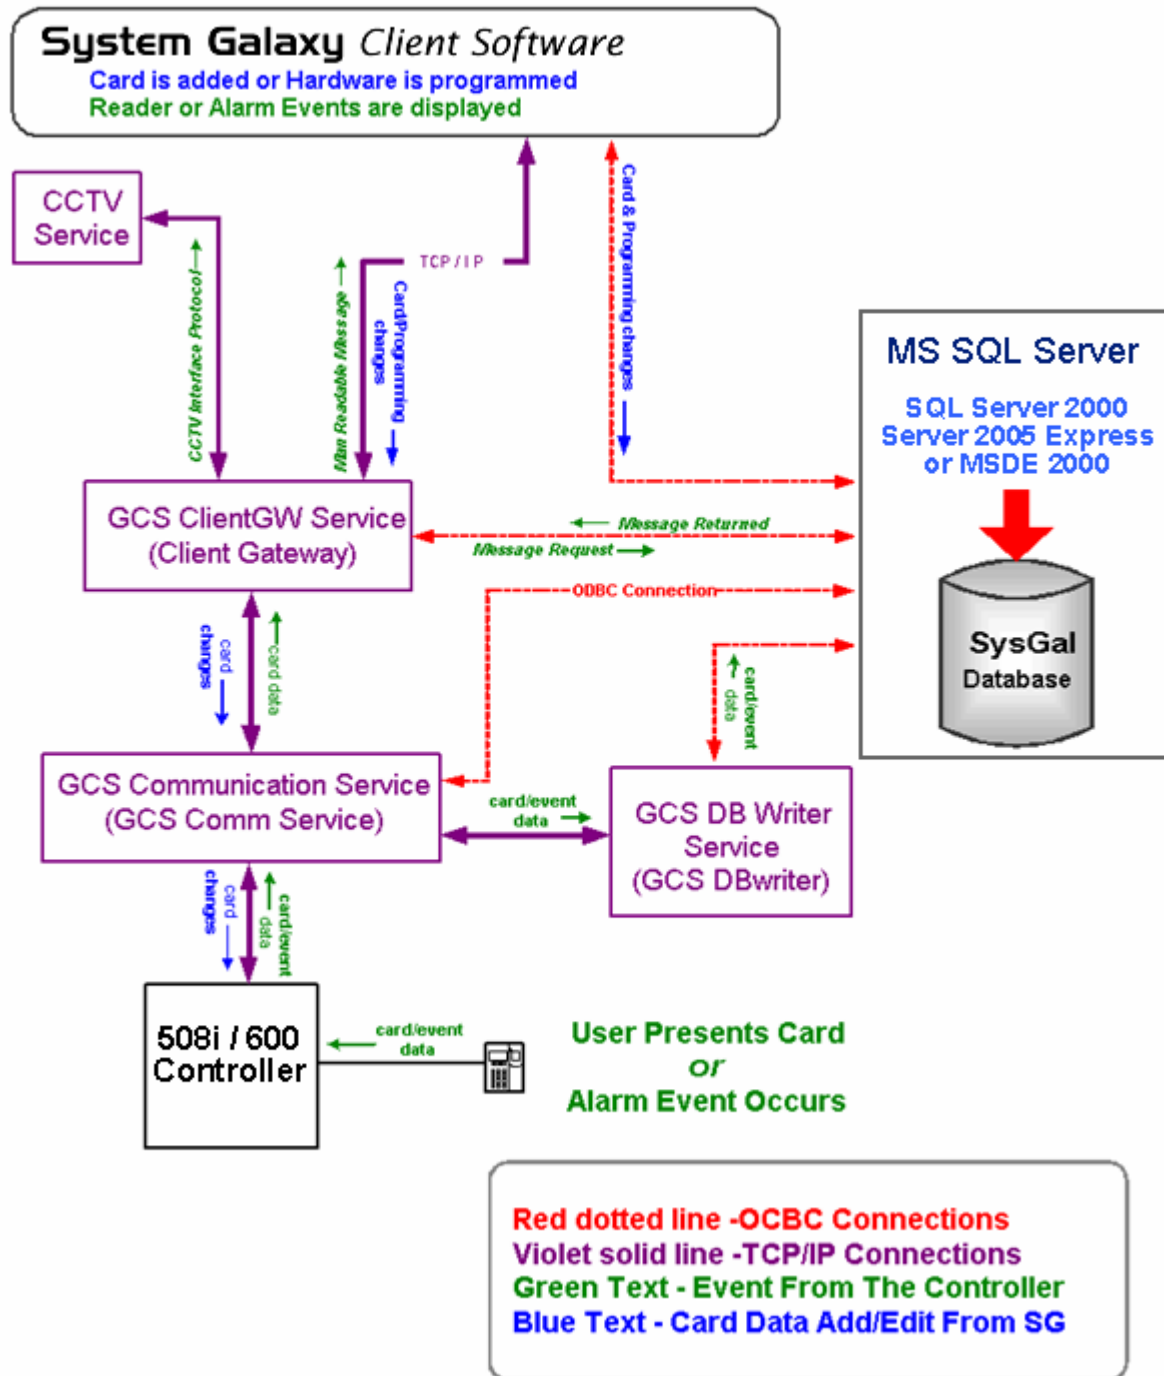 System Galaxy Client Software
Card is added or Hardware is programmed
Reader or Alarm Events are displayed
CCTV
Service
CCTV Interface Protocol
Man Readable Message
TCP / IP
Card/Programming
changes
Card & Programming changes
MS SQL Server
SQL Server 2000
Server 2005 Express
or MSDE 2000
SysGal
Database
GCS ClientGW Service
(Client Gateway)
Message Returned
Message Request
ODBC Connection
card
changes
card data
card/event
data
GCS Communication Service
(GCS Comm Service)
card/event
data
GCS DB Writer
Service
(GCS DBwriter)
card
changes
card/event
data
508i / 600
Controller
card/event
data
User Presents Card
or
Alarm Event Occurs
Red dotted line -OCBC Connections
Violet solid line -TCP/IP Connections
Green Text - Event From The Controller
Blue Text - Card Data Add/Edit From SG